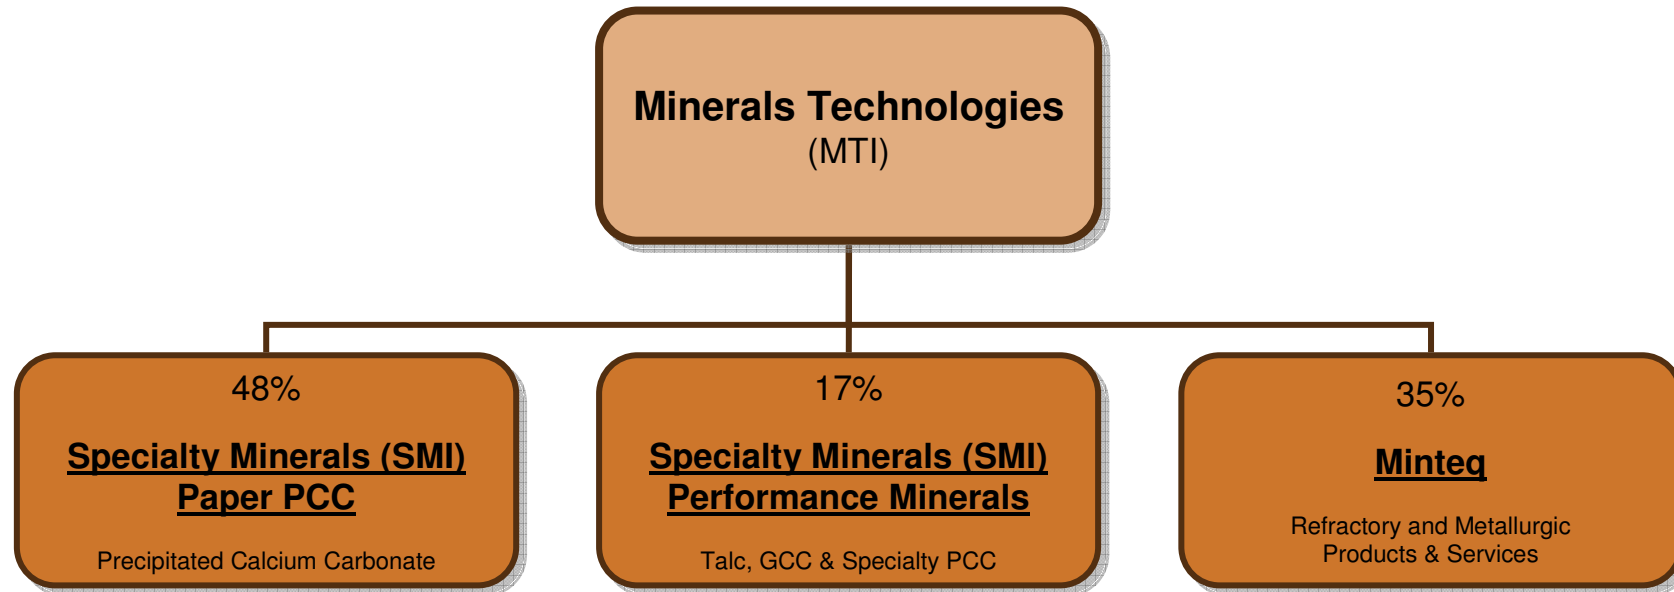 Minerals Technologies
(MTI)
48%
Specialty Minerals (SMI)
Paper PCC
Precipitated Calcium Carbonate
17%
Specialty Minerals (SMI)
Performance Minerals
Talc, GCC & Specialty PCC
35%
Minteq
Refractory and Metallurgic
Products & Services